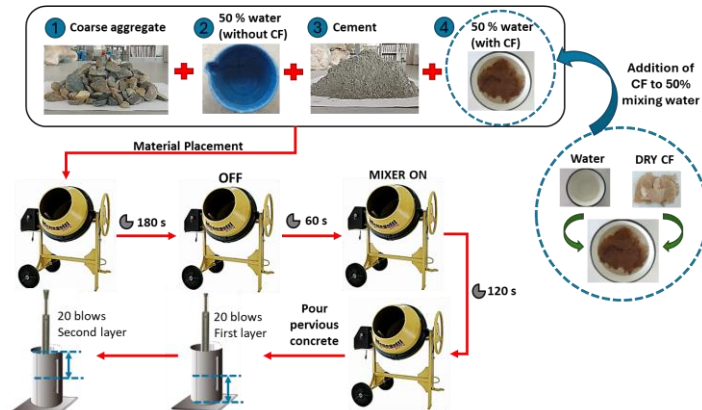 1 Coarse aggregate
2 50 % water
(without CF)
3 Cement
4 50 % water
(with CF)
Addition of
CF to 50%
mixing water
Water
DRY CF
Material Placement
180 s
OFF
60 s
MIXER ON
120 s
Pour
pervious
concrete
20 blows
First layer
20 blows
Second layer